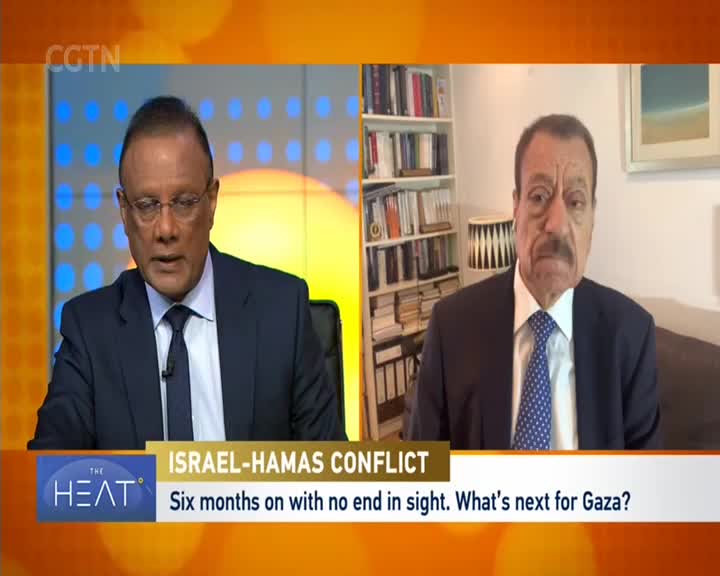 CGTN
ISRAEL-HAMAS CONFLICT
THE
HEAT
Six months on with no end in sight. What's next for Gaza?